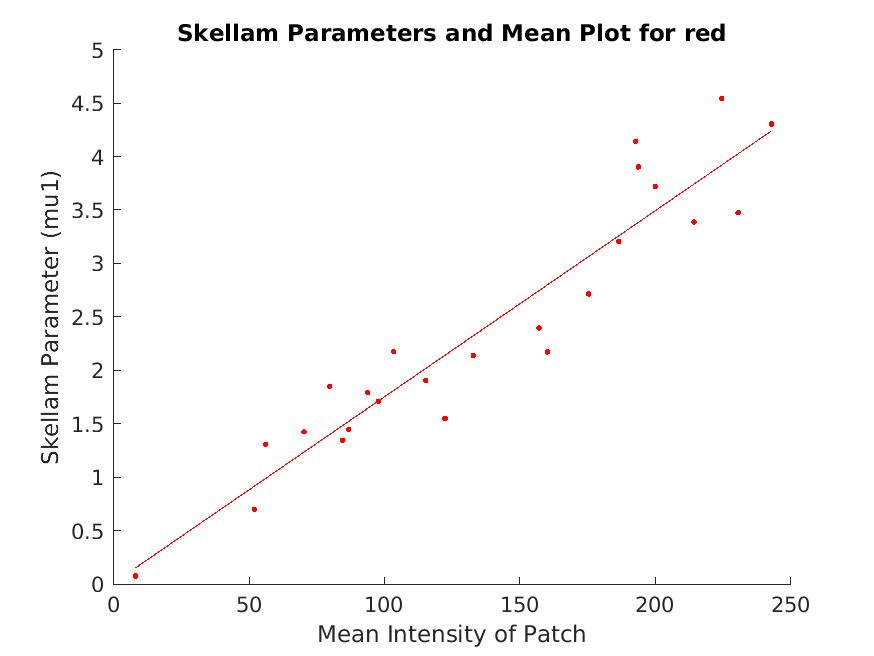 Skellam Parameters and Mean Plot for red
5
4.5
4
3.5
3
2.5
2
1.5
1
0.5
0
Skellam Parameter (mu1)
0 50 100 150 200 250
Mean Intensity of Patch